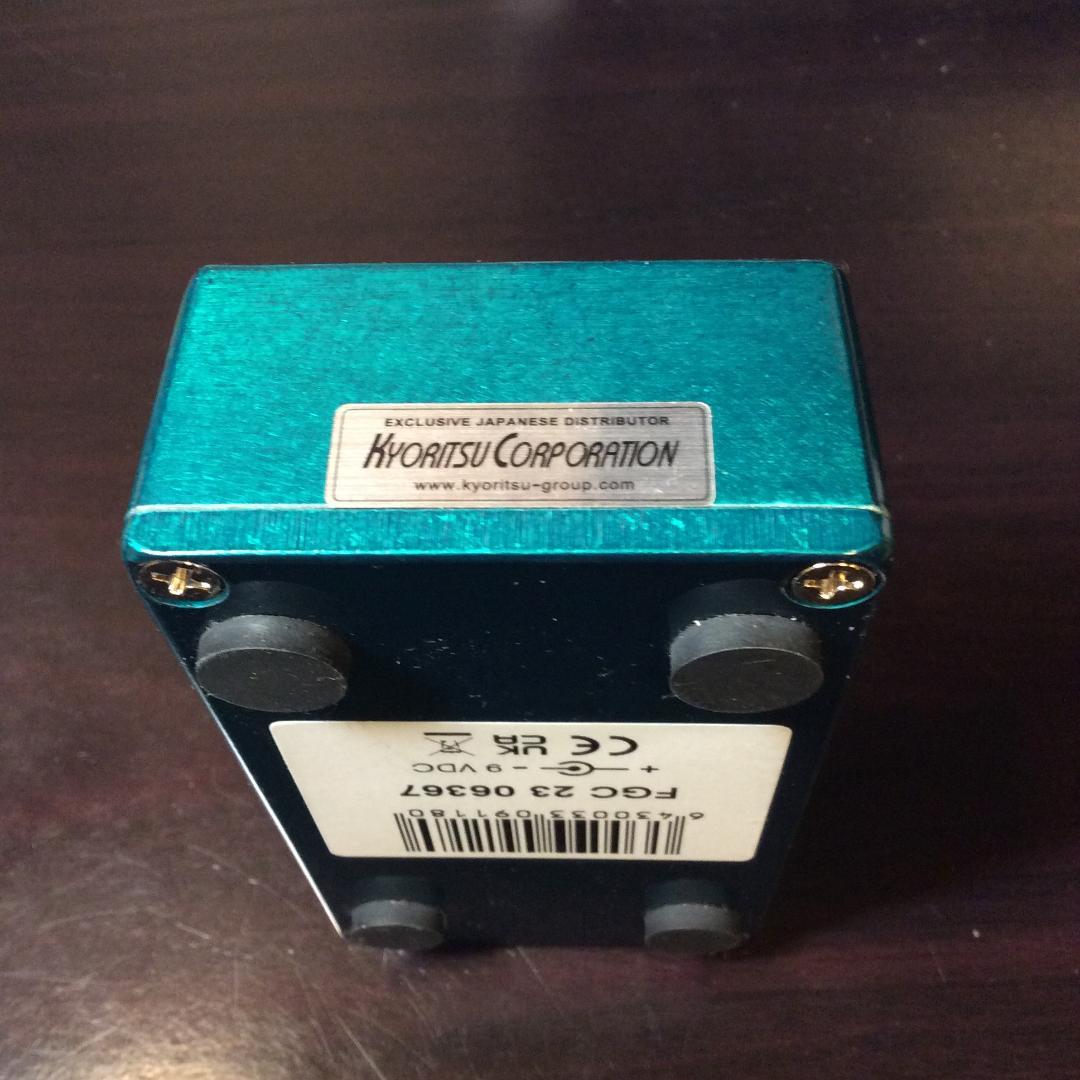 EXCLUSIVE JAPANESE DISTRIBUTOR
KYORITSU CORPORATION
www.kyoritsu-group.com
6 430033 091180
FGC 23 06367
+ - 9 VDC
CE UK CA